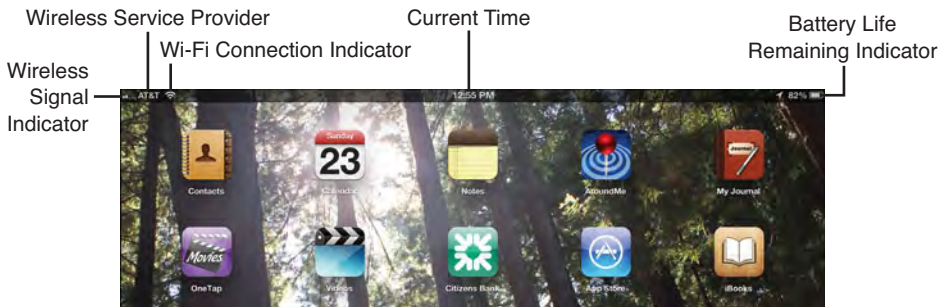 Wireless Service Provider
Current Time
Battery Life
Remaining Indicator
Wi-Fi Connection Indicator
Wireless
Signal
Indicator
AT&T
12:55 PM
82%
Sunday
23
JOURNAL
Contacts
Calendar
Notes
AroundMe
My Journal
Movies
OneTap
Videos
Citizens Bank
App Store
iBooks